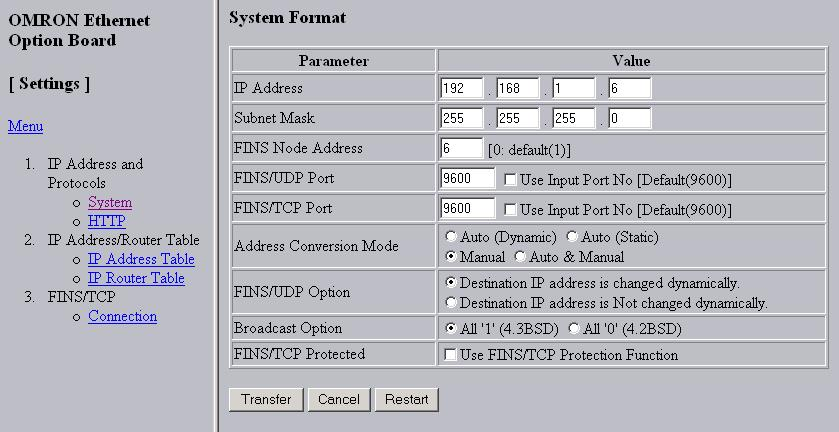 OMRON Ethernet
Option Board
[ Settings ]
Menu
1. IP Address and
Protocols
System
HTTP
2. IP Address/Router Table
IP Address Table
IP Router Table
3. FINS/TCP
Connection
System Format
Parameter Value
IP Address 192 . 168 . 1 . 6
Subnet Mask 255 . 255 . 255 . 0
FINS Node Address 6 [0: default(1)]
FINS/UDP Port 9600 Use Input Port No [Default(9600)]
FINS/TCP Port 9600 Use Input Port No [Default(9600)]
Address Conversion Mode
Auto (Dynamic) Auto (Static)
Manual Auto & Manual
FINS/UDP Option
Destination IP address is changed dynamically.
Destination IP address is Not changed dynamically.
Broadcast Option All '1' (4.3BSD) All '0' (4.2BSD)
FINS/TCP Protected Use FINS/TCP Protection Function
Transfer Cancel Restart